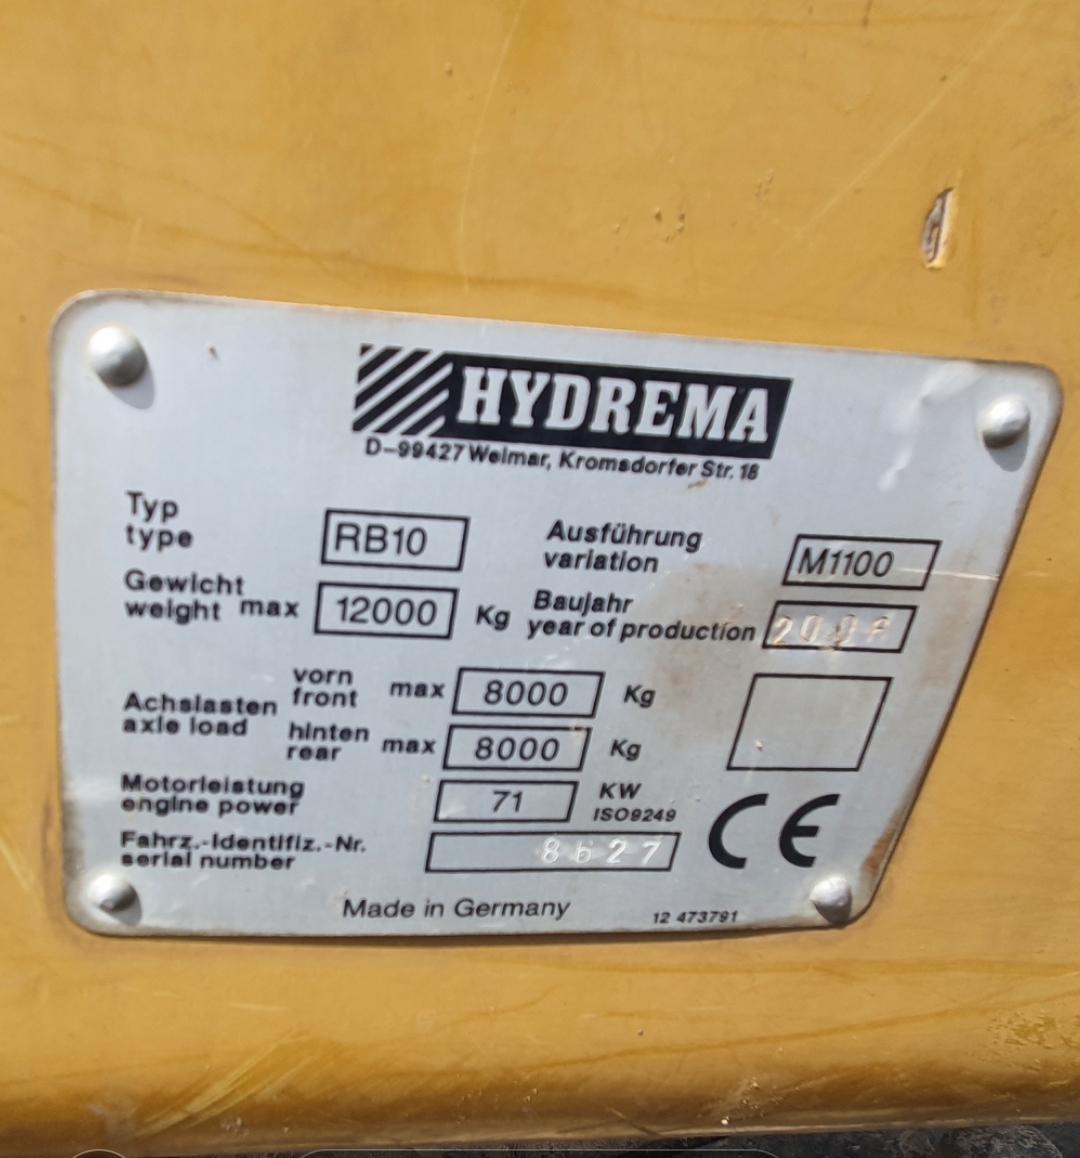 HYDREMA
D-99427 Weimar, Kromsdorfer Str. 18
Typ
type
RB10
Ausführung
variation
M1100
Gewicht
weight max 12000 Kg
Baujahr
year of production
Achslasten
axle load
vorn
front max 8000 Kg
hinten
rear max 8000 Kg
Motorleistung
engine power
71
KW
ISO9249
Fahrz.-Identifiz.-Nr.
serial number
8627
CE
Made in Germany
12 473791